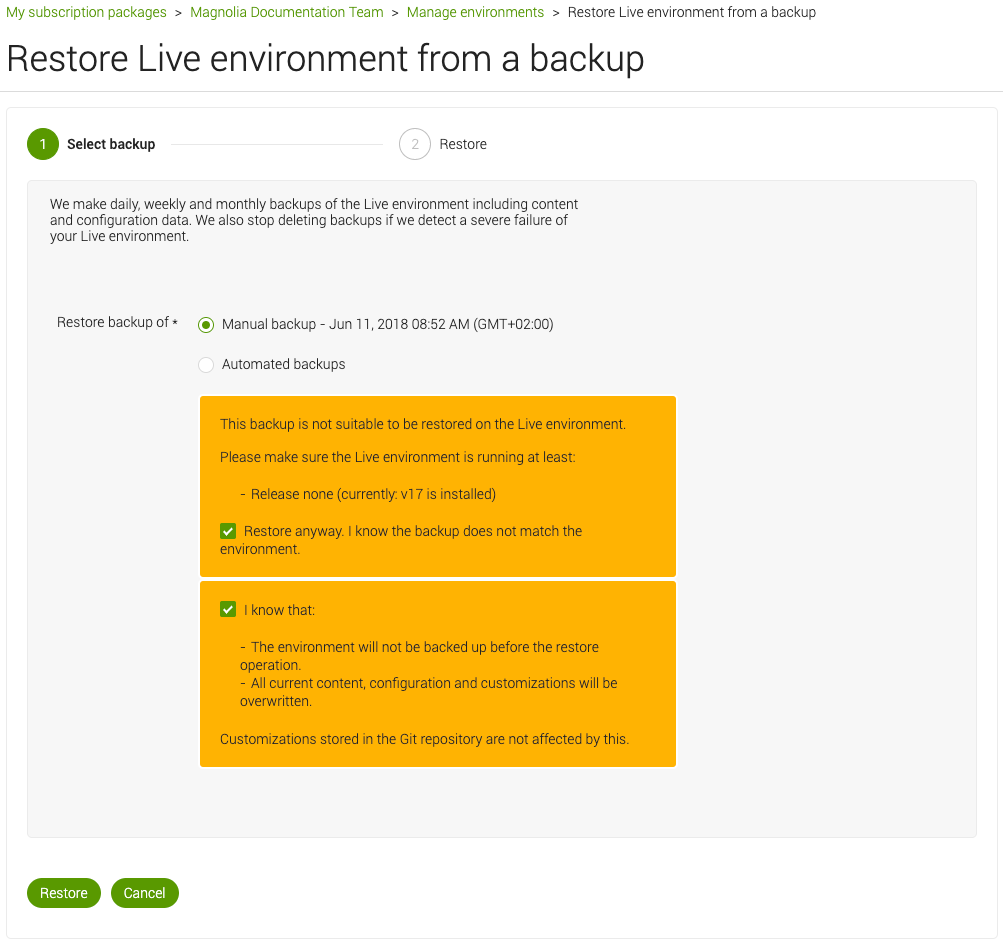 My subscription packages > Magnolia Documentation Team > Manage environments > Restore Live environment from a backup
Restore Live environment from a backup
1 Select backup 2 Restore
We make daily, weekly and monthly backups of the Live environment including content
and configuration data. We also stop deleting backups if we detect a severe failure of
your Live environment.
Restore backup of * Manual backup - Jun 11, 2018 08:52 AM (GMT+02:00)
Automated backups
This backup is not suitable to be restored on the Live environment.
Please make sure the Live environment is running at least:
- Release none (currently: v17 is installed)
Restore anyway. I know the backup does not match the
environment.
I know that:
- The environment will not be backed up before the restore
operation.
- All current content, configuration and customizations will be
overwritten.
Customizations stored in the Git repository are not affected by this.
Restore Cancel